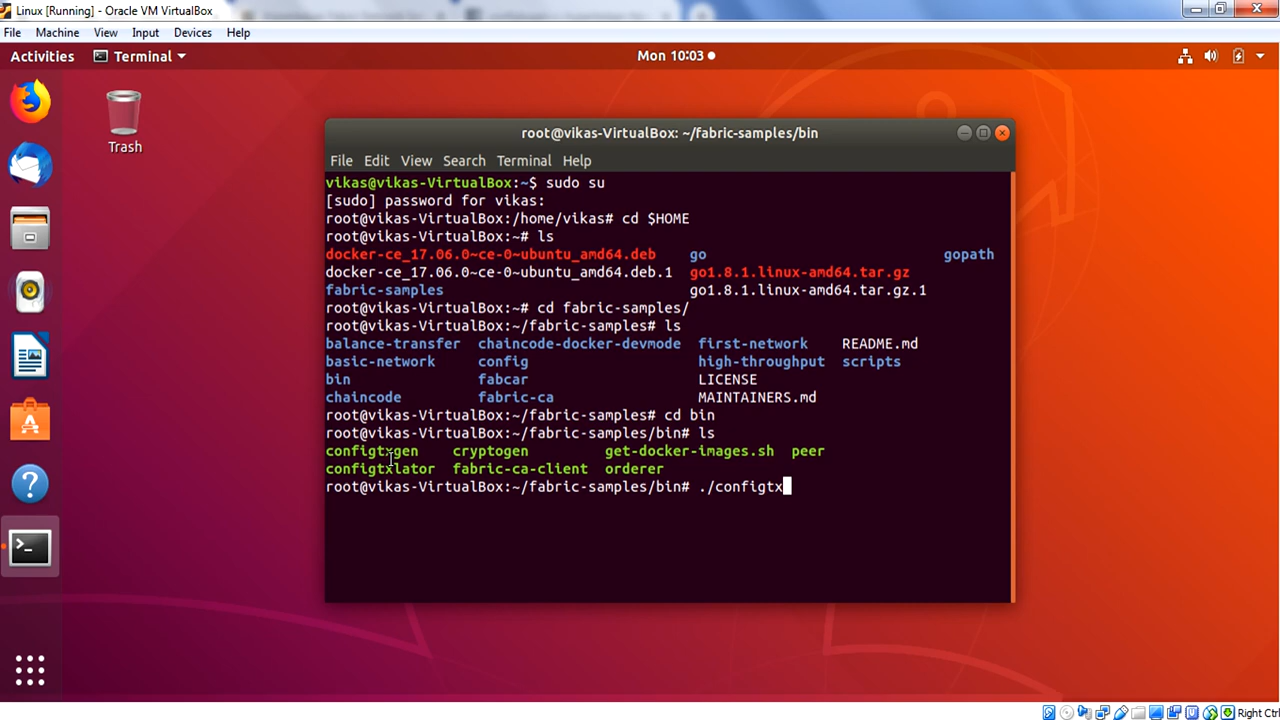 Linux [Running] - Oracle VM VirtualBox
File Machine View Input Devices Help
Activities Terminal Mon 10:03
Trash
root@vikas-VirtualBox: ~/fabric-samples/bin
File Edit View Search Terminal Help
vikas@vikas-VirtualBox:~$ sudo su
[sudo] password for vikas:
root@vikas-VirtualBox:/home/vikas# cd $HOME
root@vikas-VirtualBox:~# ls
docker-ce_17.06.0~ce-0~ubuntu_amd64.deb go gopath
docker-ce_17.06.0~ce-0~ubuntu_amd64.deb.1 go1.8.1.linux-amd64.tar.gz
fabric-samples go1.8.1.linux-amd64.tar.gz.1
root@vikas-VirtualBox:~# cd fabric-samples/
root@vikas-VirtualBox:~/fabric-samples# ls
balance-transfer chaincode-docker-devmode first-network README.md
basic-network config high-throughput scripts
bin fabcar LICENSE
chaincode fabric-ca MAINTAINERS.md
root@vikas-VirtualBox:~/fabric-samples# cd bin
root@vikas-VirtualBox:~/fabric-samples/bin# ls
configtxgen cryptogen get-docker-images.sh peer
configtxlator fabric-ca-client orderer
root@vikas-VirtualBox:~/fabric-samples/bin# ./configtx
Right Ctrl